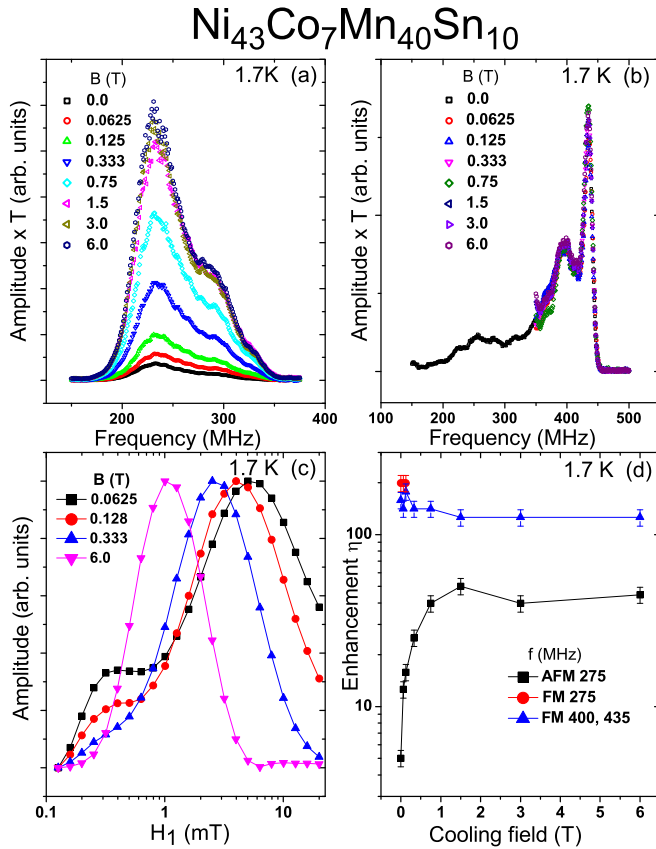 Ni43Co7Mn40Sn10
1.7K (a)
B (T)
0.0
0.0625
0.125
0.333
0.75
1.5
3.0
6.0
Amplitude x T (arb. units)
200 300 400
Frequency (MHz)
1.7 K (b)
B (T)
0.0
0.0625
0.125
0.333
0.75
1.5
3.0
6.0
Amplitude x T (arb. units)
100 200 300 400 500
Frequency (MHz)
1.7 K (c)
B (T)
0.0625
0.128
0.333
6.0
Amplitude (arb. units)
0.1 1 10
H1 (mT)
1.7 K (d)
100
10
Enhancement η
f (MHz)
AFM 275
FM 275
FM 400, 435
0 1 2 3 4 5 6
Cooling field (T)